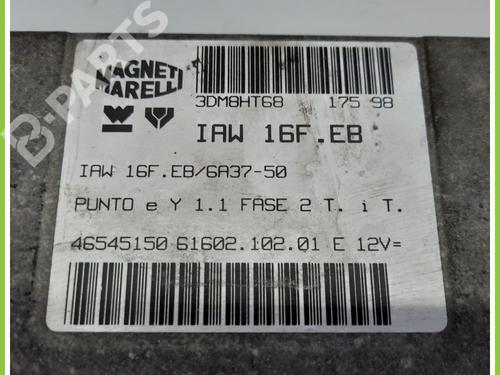 MAGNETI
MARELLI
3DM8HT68 175 98
IAW 16F.EB
IAW 16F.EB/6A37-50
PUNTO e Y 1.1 FASE 2 T. i T.
46545150 61602.102.01 E 12V=
B-PARTS